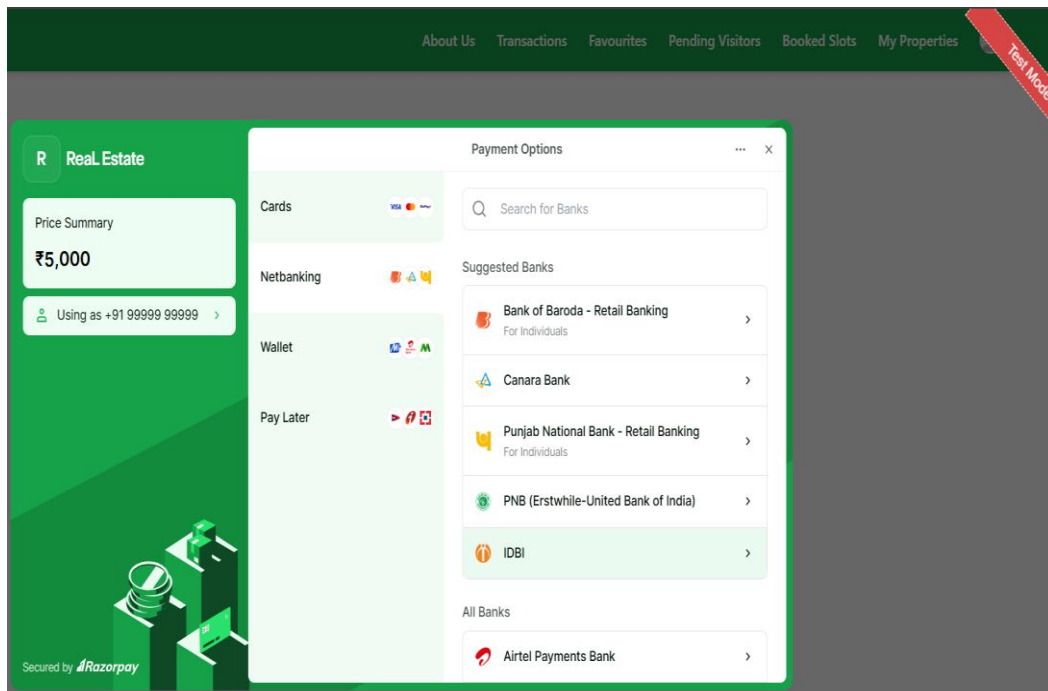 About Us Transactions Favourites Pending Visitors Booked Slots My Properties
Test Mode
R ReaL Estate
Price Summary
₹5,000
Using as +91 99999 99999
Secured by Razorpay
Payment Options
Cards
VISA
Netbanking
Wallet
Pay Later
Search for Banks
Suggested Banks
Bank of Baroda - Retail Banking
For Individuals
Canara Bank
Punjab National Bank - Retail Banking
For Individuals
PNB (Erstwhile-United Bank of India)
IDBI
All Banks
Airtel Payments Bank